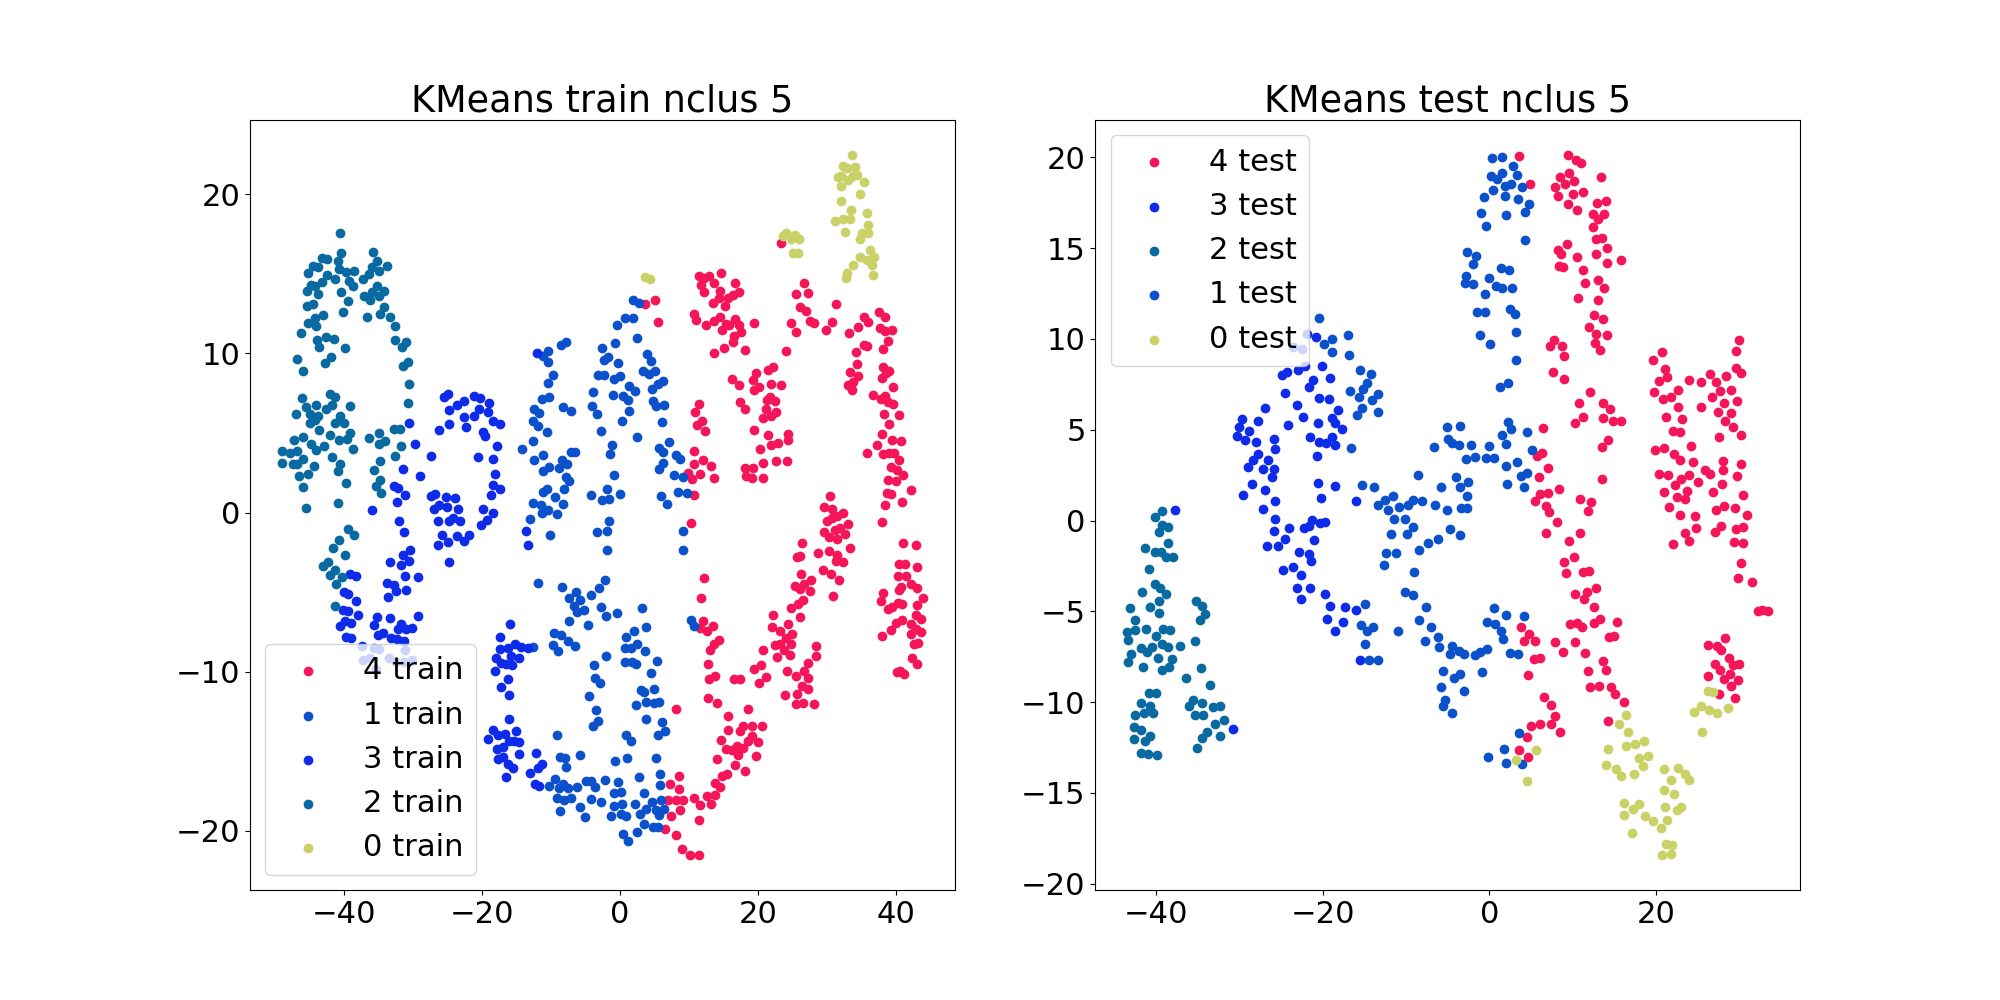 KMeans train nclus 5
20
10
0
−10
−20
−40 −20 0 20 40
4 train
1 train
3 train
2 train
0 train
KMeans test nclus 5
20
15
10
5
0
−5
−10
−15
−20
−40 −20 0 20
4 test
3 test
2 test
1 test
0 test